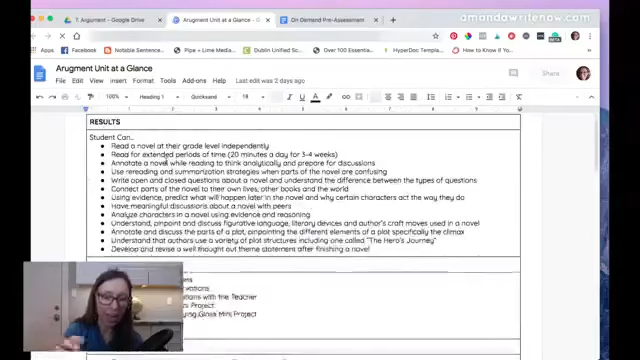 amandawritenow.com
T. Argument - Google Drive
Arugment Unit at a Glance
On Demand Pre-Assessment
Spiral Notebook
Pipe + Lime Media -
Dublin Unified Sc
Over 100 Essential
HyperDoc Templat
How to Know If Yo
Arugment Unit at a Glance
File Edit View Insert Format Tools Add-ons Help
Last edit was 2 days ago
Share
100%
Heading 1
Quicksand
18
RESULTS
Student Can...
Read a novel at their grade level independently
Read for extended periods of time (20 minutes a day for 3-4 weeks)
Annotate a novel while reading to think analytically and prepare for discussions
Use rereading and summarization strategies when parts of the novel are confusing
Write open and closed questions about a novel and understand the difference between the types of questions
Connect parts of the novel to their own lives, other books and the world
Using evidence, predict what will happen later in the novel and why certain characters act the way they do
Have meaningful discussions about a novel with peers
Analyze characters in a novel using evidence and reasoning
Understand, pinpoint and discuss figurative language, literary devices and author's craft moves used in a novel
Annotate and discuss the parts of a plot, pinpointing the different elements of a plot specifically the climax
Understand that authors use a variety of plot structures including one called "The Hero's Journey"
Develop and revise a well thought out theme statement after finishing a novel
with the Teacher
Project
Glass Mini Project